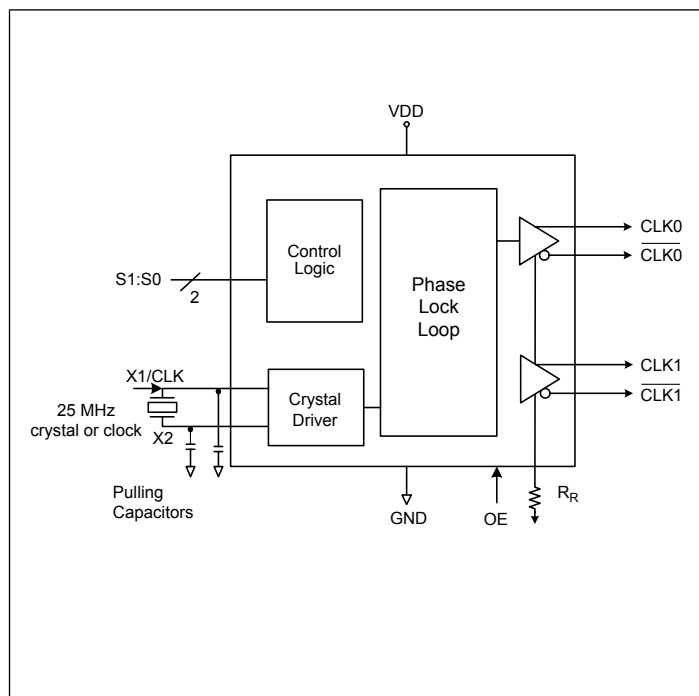 VDD
CLK0
CLK0
Control
Logic
S1:S0
2
Phase
Lock
Loop
X1/CLK
CLK1
CLK1
25 MHz
crystal or clock
X2
Crystal
Driver
Pulling
Capacitors
GND
OE
RR